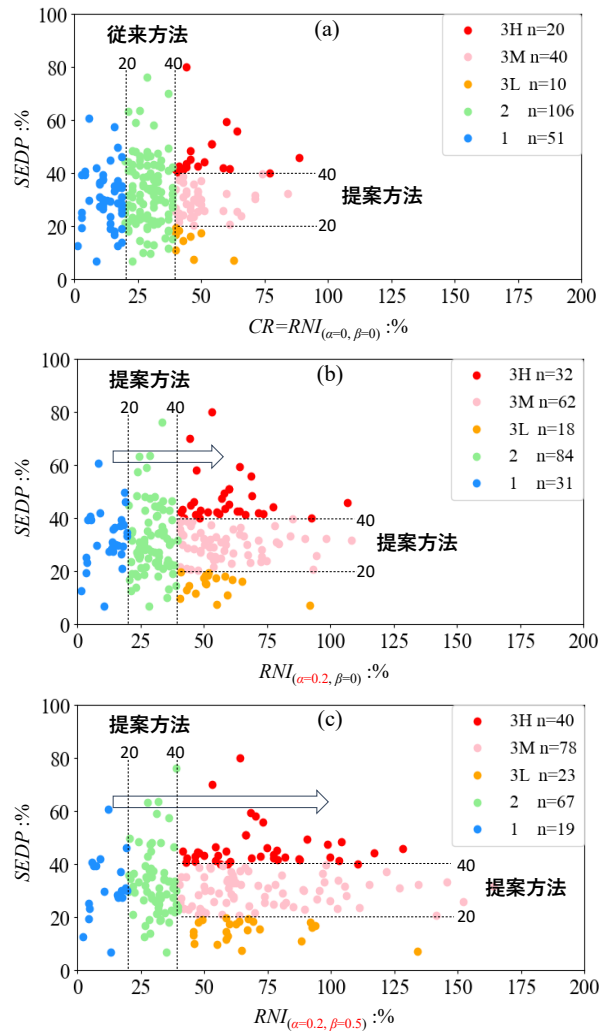 100
従来方法
(a)
3H n=20
3M n=40
3L n=10
2 n=106
1 n=51
20
40
80
SEDP :%
60
40
40
提案方法
20
20
0
0
25
50
75
100
125
150
175
200
CR=RNI(α=0, β=0) :%
100
提案方法
(b)
3H n=32
3M n=62
3L n=18
2 n=84
1 n=31
20
40
80
SEDP :%
60
40
40
提案方法
20
20
0
0
25
50
75
100
125
150
175
200
RNI(α=0.2, β=0) :%
100
提案方法
(c)
3H n=40
3M n=78
3L n=23
2 n=67
1 n=19
20
40
80
SEDP :%
60
40
40
提案方法
20
20
0
0
25
50
75
100
125
150
175
200
RNI(α=0.2, β=0.5) :%